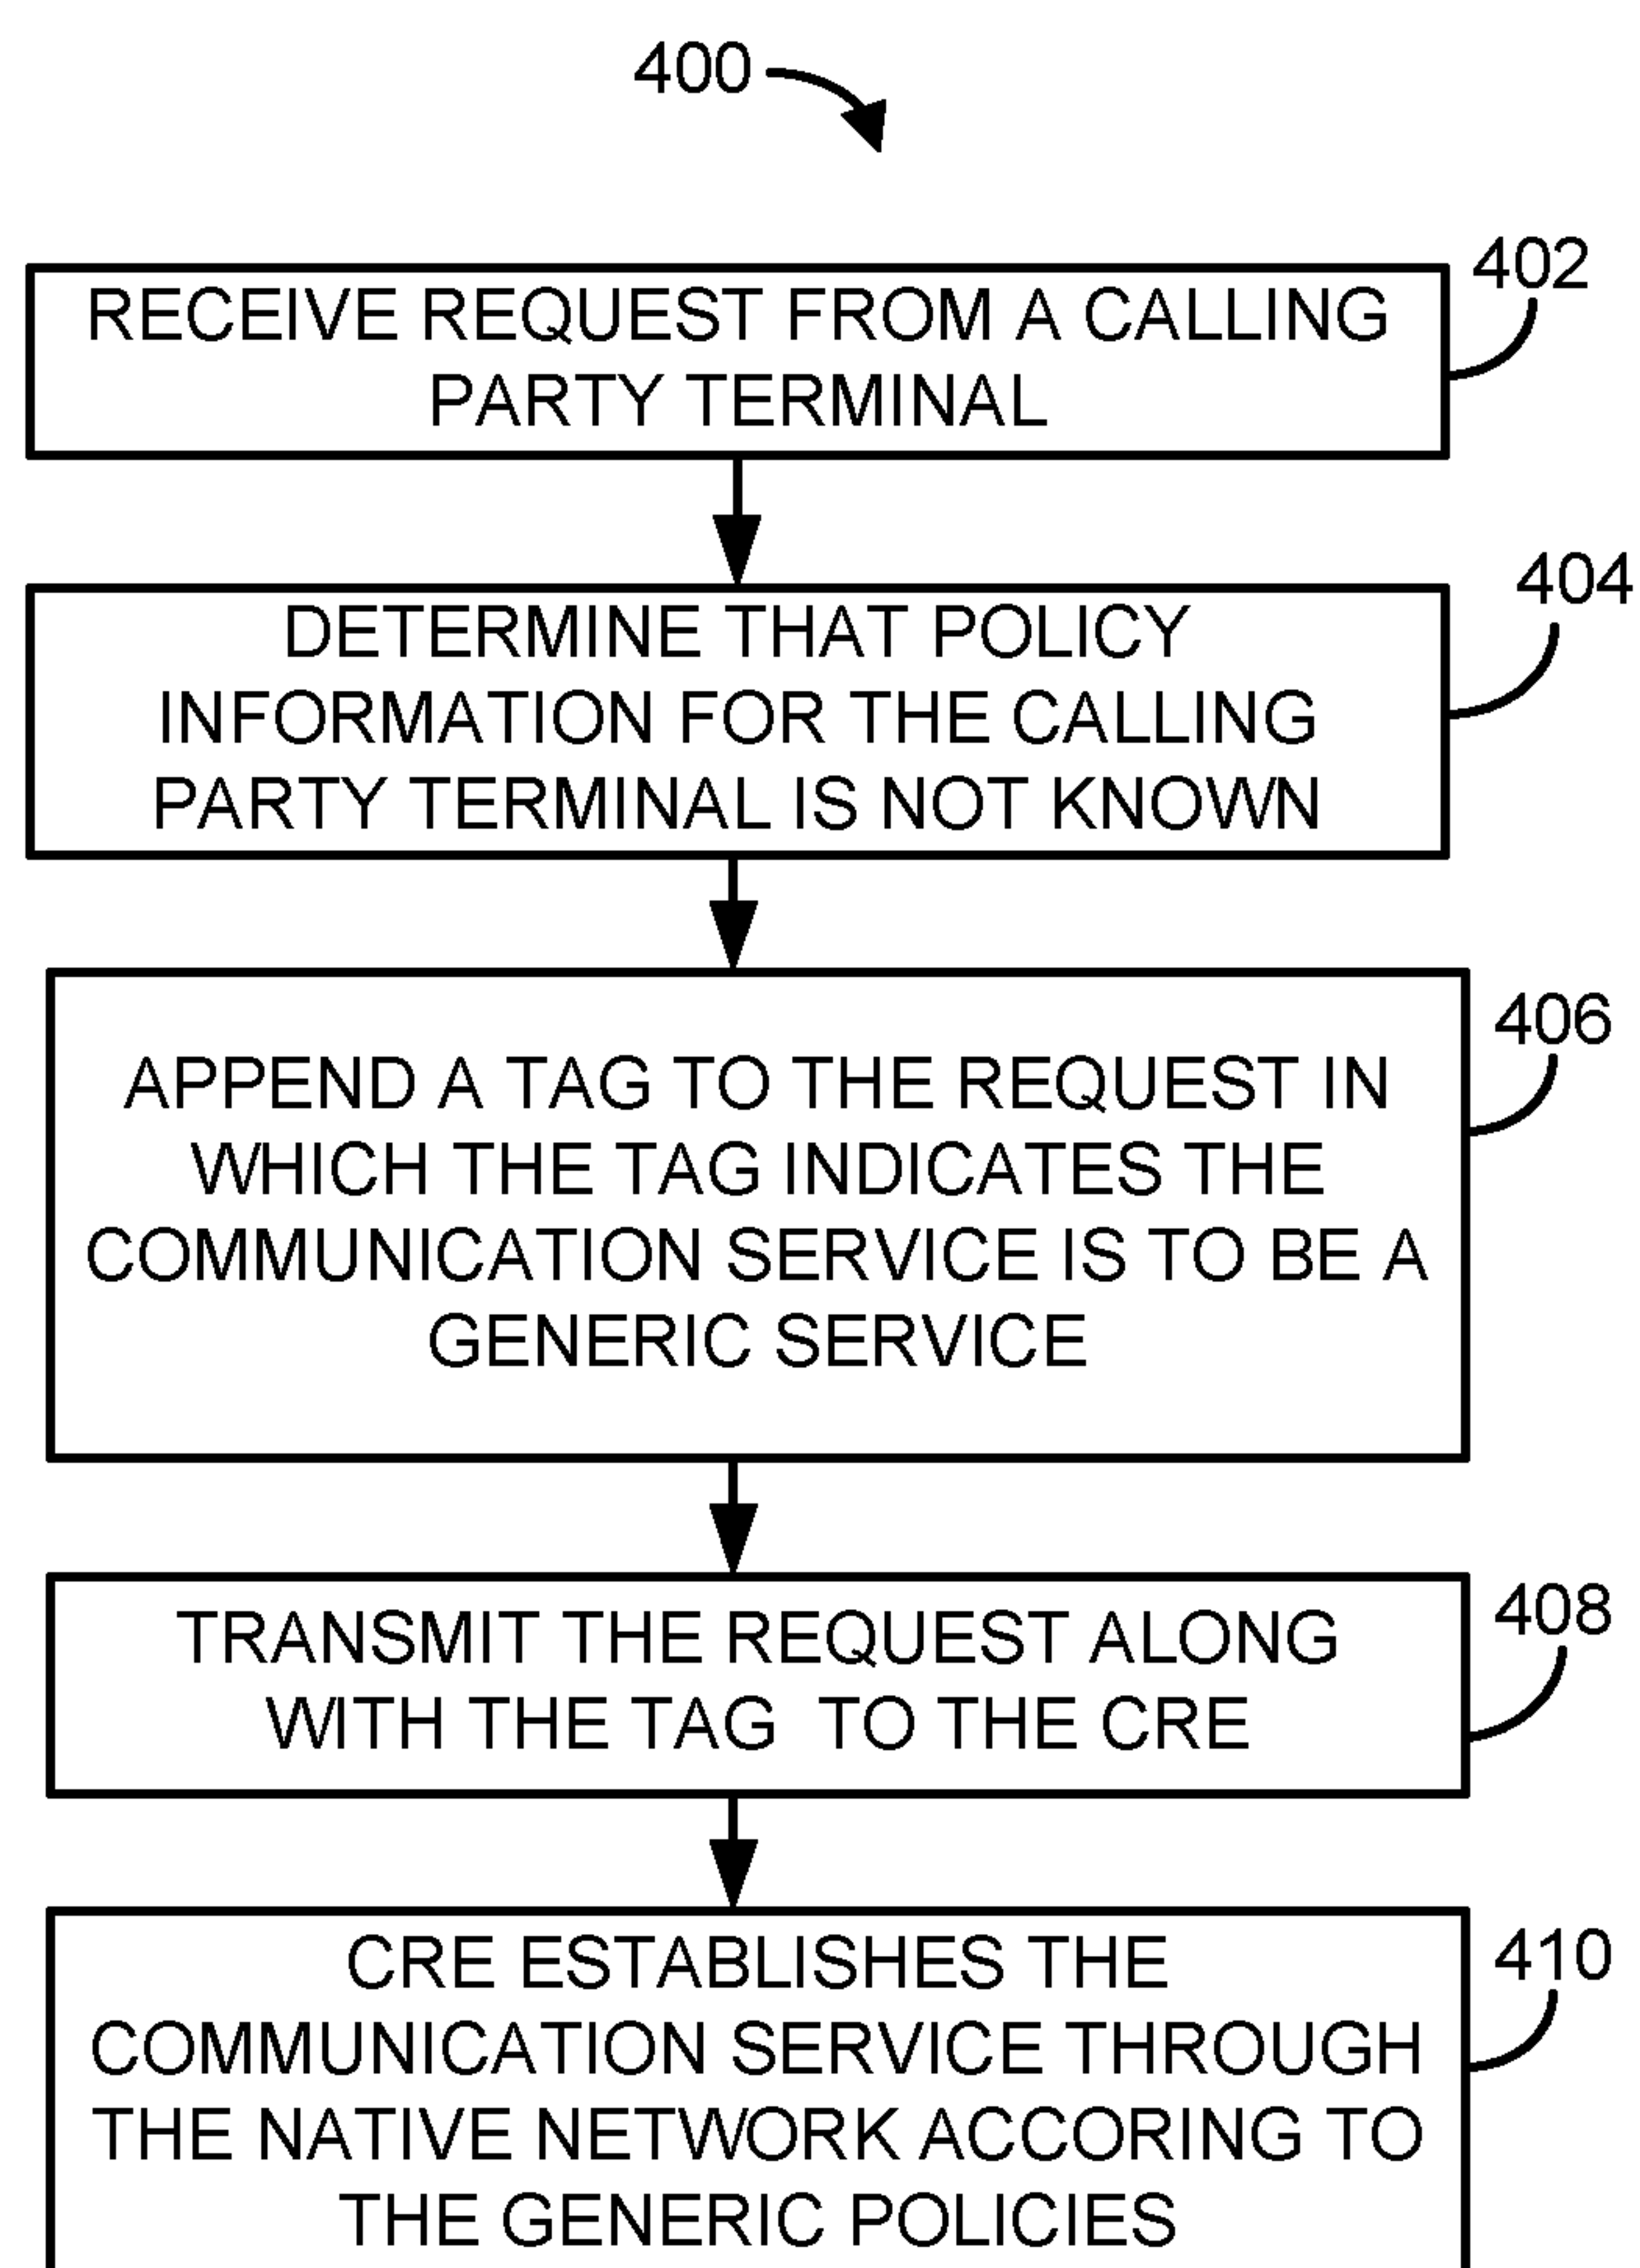 400
402
RECEIVE REQUEST FROM A CALLING
PARTY TERMINAL
404
DETERMINE THAT POLICY
INFORMATION FOR THE CALLING
PARTY TERMINAL IS NOT KNOWN
406
APPEND A TAG TO THE REQUEST IN
WHICH THE TAG INDICATES THE
COMMUNICATION SERVICE IS TO BE A
GENERIC SERVICE
408
TRANSMIT THE REQUEST ALONG
WITH THE TAG TO THE CRE
410
CRE ESTABLISHES THE
COMMUNICATION SERVICE THROUGH
THE NATIVE NETWORK ACCORING TO
THE GENERIC POLICIES